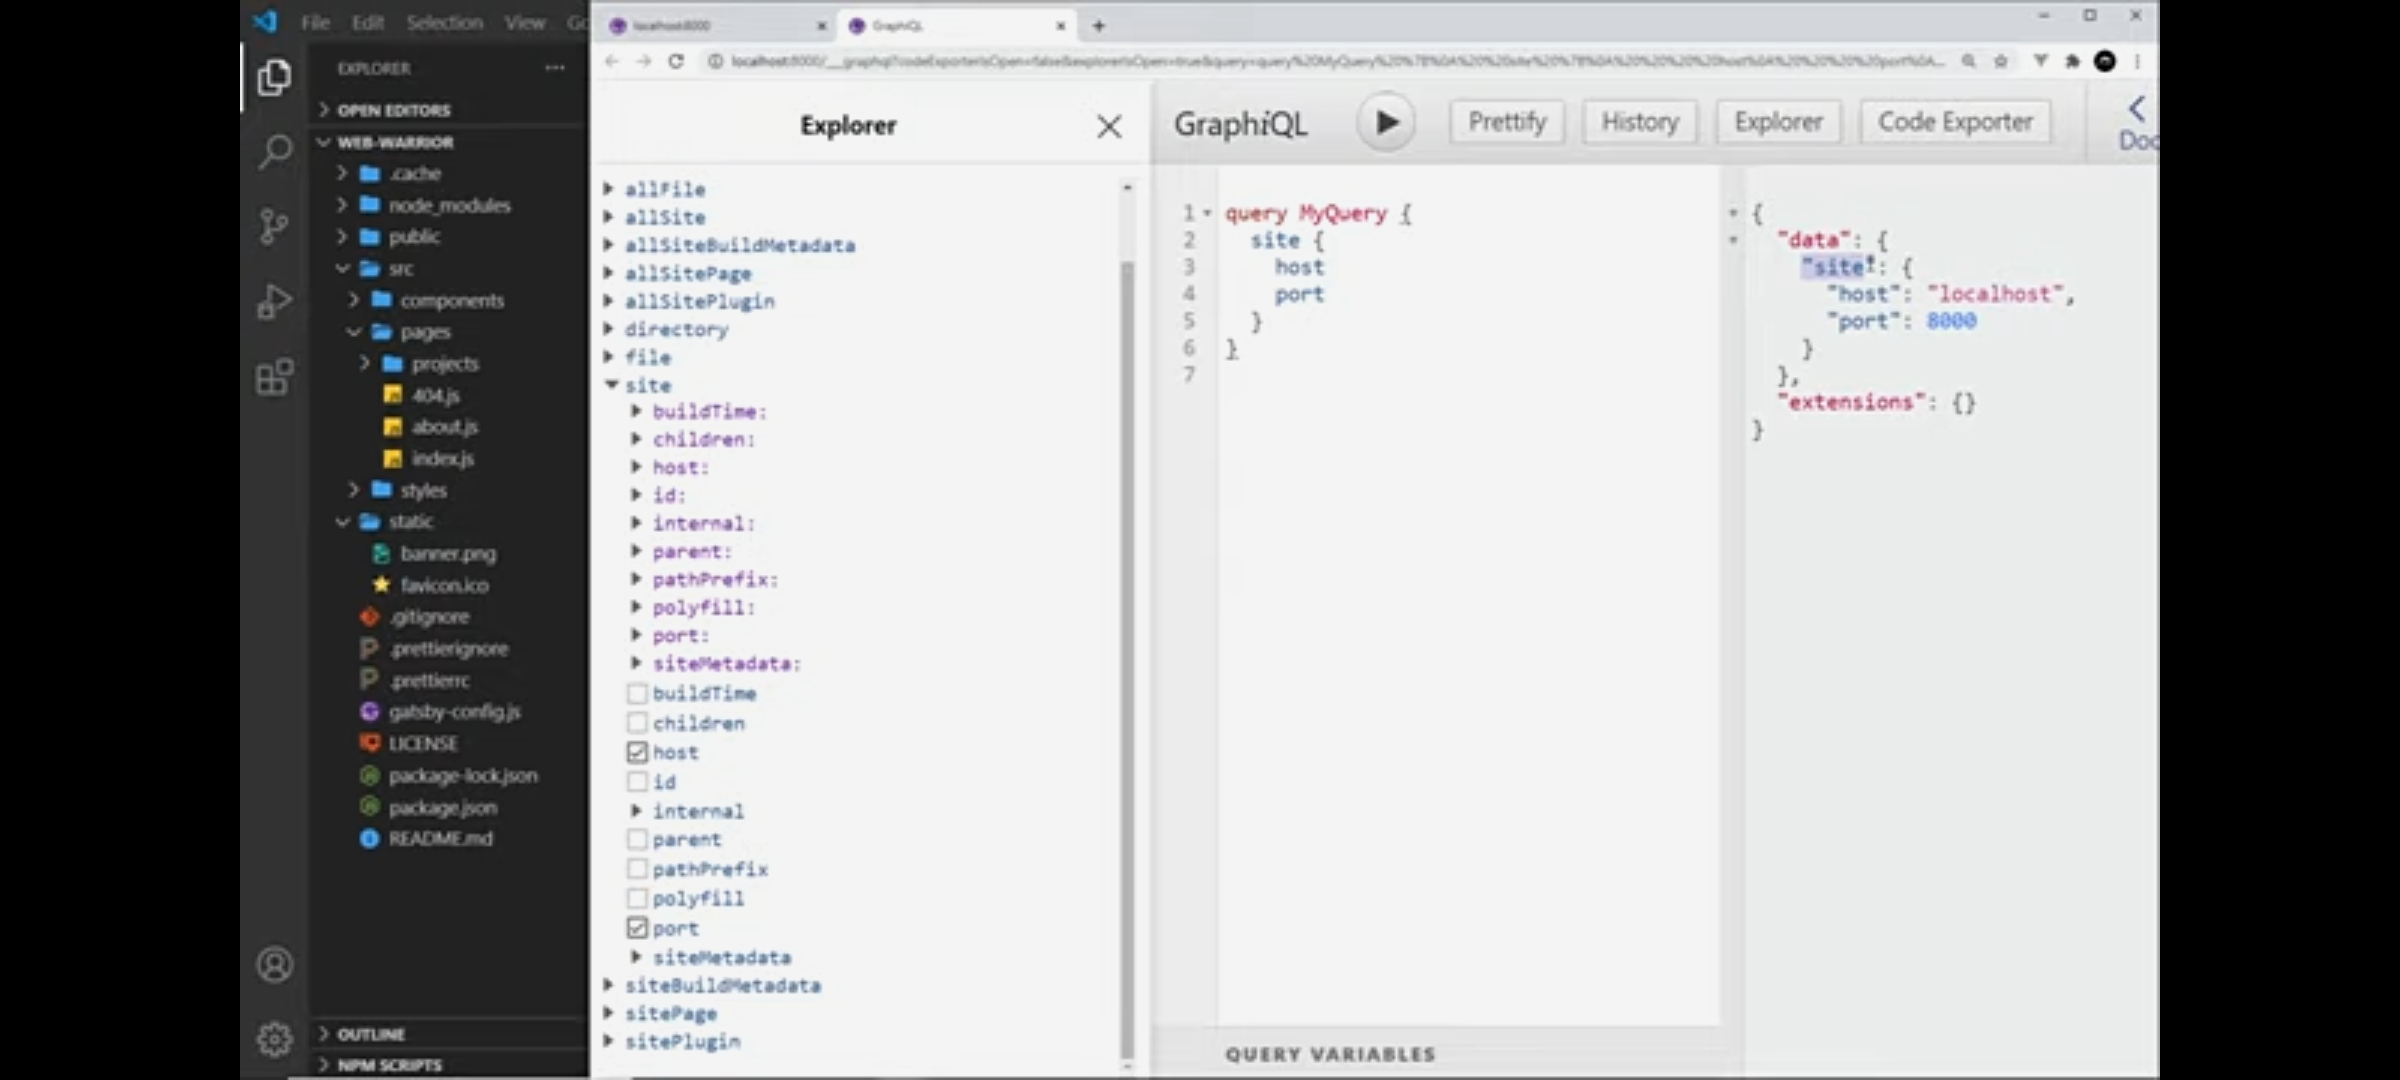 File Edit Selection View Go
localhost:8000
GraphiQL
EXPLORER
OPEN EDITORS
WEB-WARRIOR
.cache
node_modules
public
src
components
pages
projects
404.js
about.js
index.js
styles
static
banner.png
favicon.ico
.gitignore
.prettierignore
.prettierrc
gatsby-config.js
LICENSE
package-lock.json
package.json
README.md
OUTLINE
NPM SCRIPTS
localhost:8000/__graphql?codeExporterIsOpen=false&explorerIsOpen=true&query=query%20MyQuery%20%7B%0A%20%20site%20%7B%0A%20%20%20%20host%0A%20%20%20%20port%0A...
Explorer
allFile
allSite
allSiteBuildMetadata
allSitePage
allSitePlugin
directory
file
site
buildTime:
children:
host:
id:
internal:
parent:
pathPrefix:
polyfill:
port:
siteMetadata:
buildTime
children
host
id
internal
parent
pathPrefix
polyfill
port
siteMetadata
siteBuildMetadata
sitePage
sitePlugin
GraphiQL
Prettify
History
Explorer
Code Exporter
Doc
1 query MyQuery {
2 site {
3 host
4 port
5 }
6 }
7
QUERY VARIABLES
{
"data": {
"site": {
"host": "localhost",
"port": 8000
}
},
"extensions": {}
}